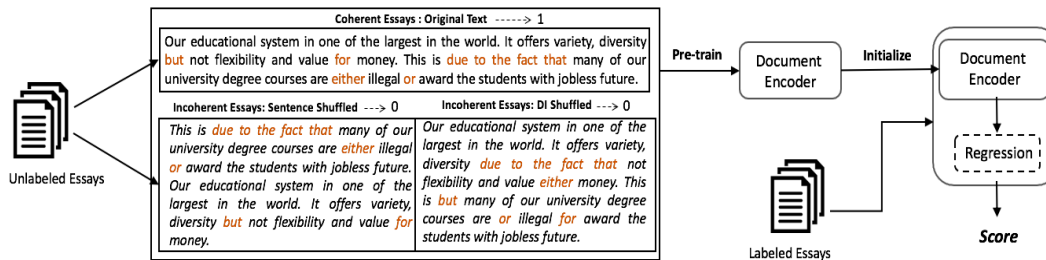 Coherent Essays : Original Text -----> 1
Our educational system in one of the largest in the world. It offers variety, diversity
but not flexibility and value for money. This is due to the fact that many of our
university degree courses are either illegal or award the students with jobless future.
Incoherent Essays: Sentence Shuffled ---> 0
This is due to the fact that many of our
university degree courses are either illegal
or award the students with jobless future.
Our educational system in one of the
largest in the world. It offers variety,
diversity but not flexibility and value for
money.
Incoherent Essays: DI Shuffled ---> 0
Our educational system in one of the
largest in the world. It offers variety,
diversity due to the fact that not
flexibility and value either money. This
is but many of our university degree
courses are or illegal for award the
students with jobless future.
Unlabeled Essays
Pre-train
Document
Encoder
Initialize
Document
Encoder
Regression
Score
Labeled Essays